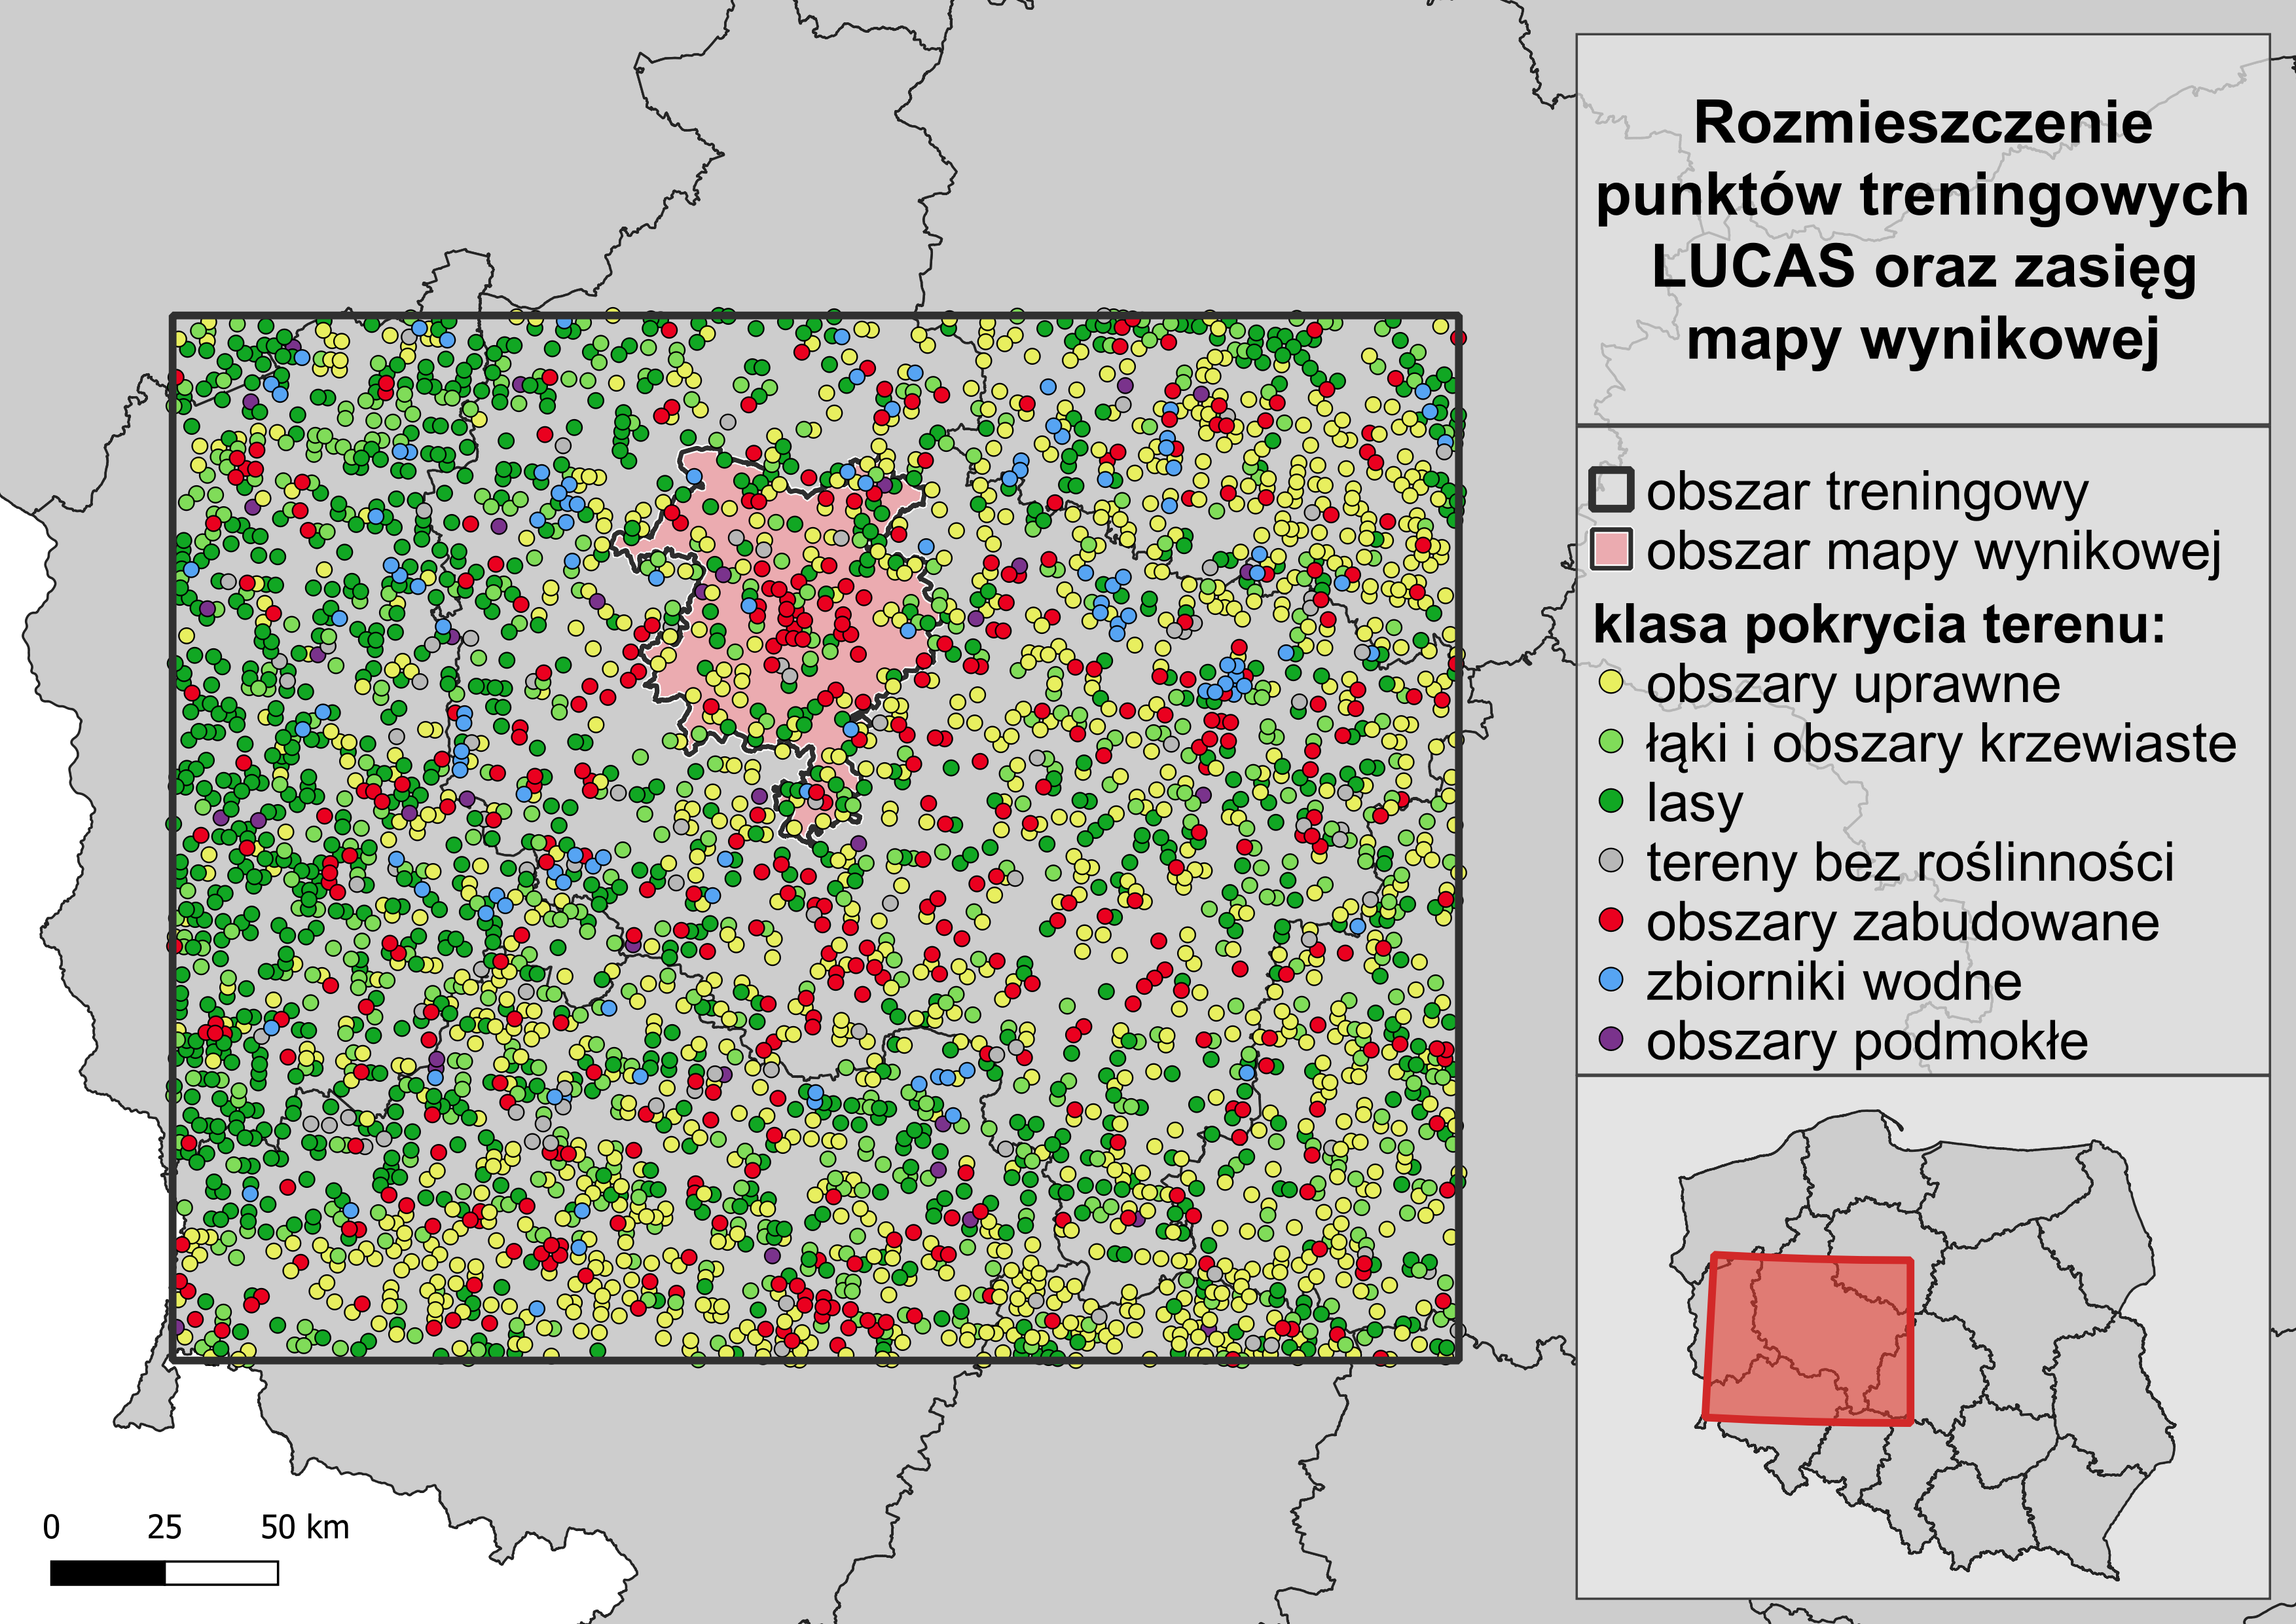 Rozmieszczenie
punktów treningowych
LUCAS oraz zasięg
mapy wynikowej
obszar treningowy
obszar mapy wynikowej
klasa pokrycia terenu:
obszary uprawne
łąki i obszary krzewiaste
lasy
tereny bez roślinności
obszary zabudowane
zbiorniki wodne
obszary podmokłe
0 25 50 km